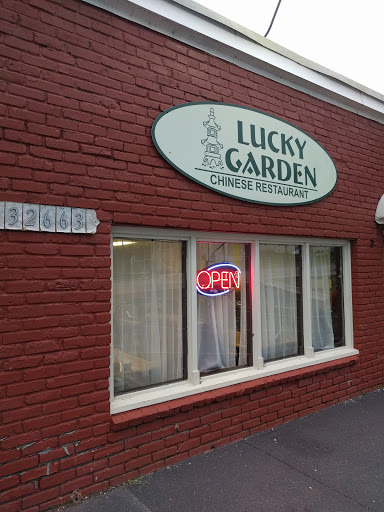 LUCKY
GARDEN
CHINESE RESTAURANT
32663
OPEN